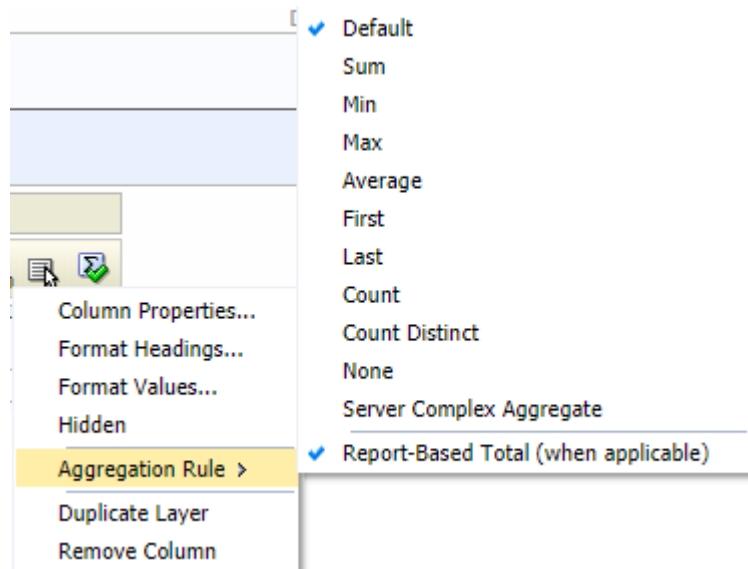 Default
Sum
Min
Max
Average
First
Last
Count
Count Distinct
None
Server Complex Aggregate
Report-Based Total (when applicable)
Column Properties...
Format Headings...
Format Values...
Hidden
Aggregation Rule >
Duplicate Layer
Remove Column